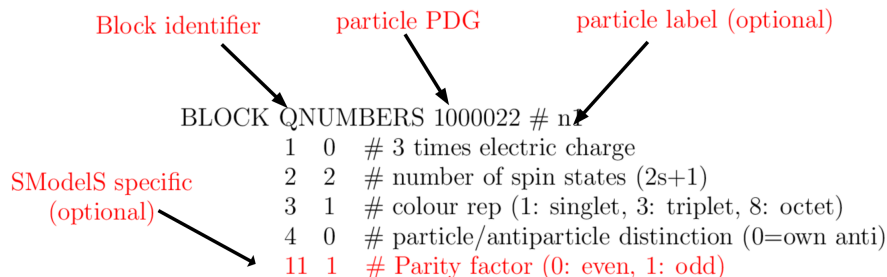 Block identifier
particle PDG
particle label (optional)
BLOCK QNUMBERS 1000022 # n1
1 0 # 3 times electric charge
2 2 # number of spin states (2s+1)
3 1 # colour rep (1: singlet, 3: triplet, 8: octet)
4 0 # particle/antiparticle distinction (0=own anti)
11 1 # Parity factor (0: even, 1: odd)
SModelS specific
(optional)